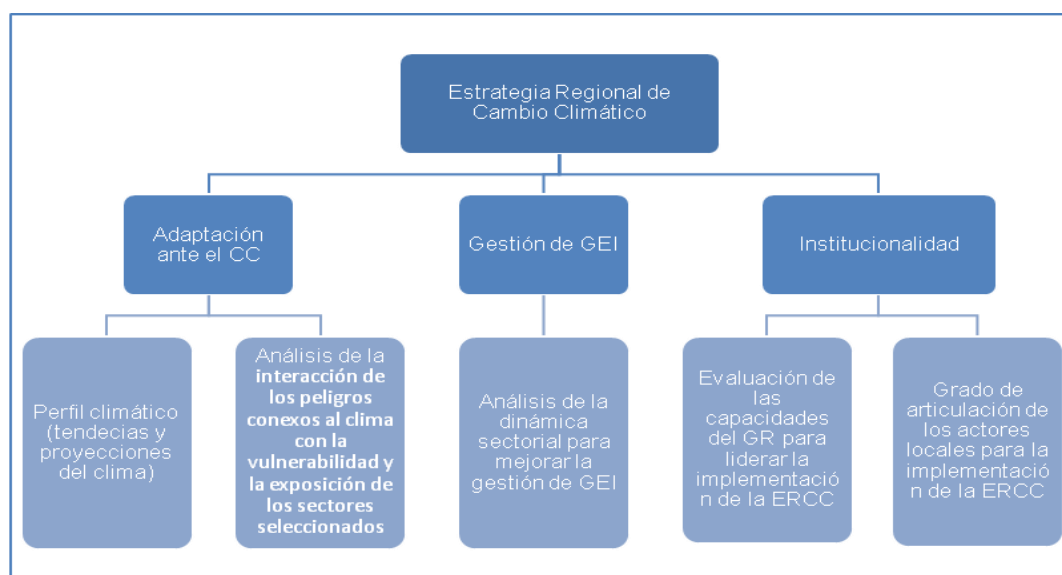 Estrategia Regional de
Cambio Climático
Adaptación
ante el CC
Gestión de GEI
Institucionalidad
Perfil climático
(tendecias y
proyecciones
del clima)
Análisis de la
interacción de
los peligros
conexos al clima
con la
vulnerabilidad y
la exposición de
los sectores
seleccionados
Análisis de la
dinámica
sectorial para
mejorar la
gestión de GEI
Evaluación de
las
capacidades
del GR para
liderar la
implementació
n de la ERCC
Grado de
articulación de
los actores
locales para la
implementació
n de la ERCC